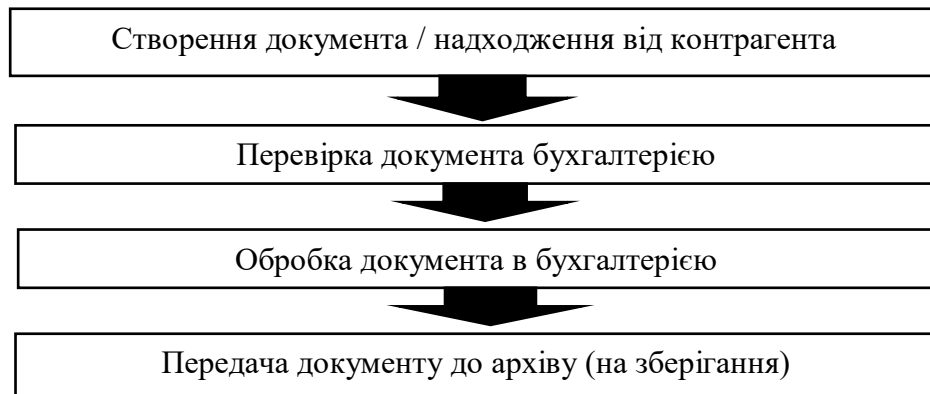 Створення документа / надходження від контрагента
Перевірка документа бухгалтерією
Обробка документа в бухгалтерією
Передача документу до архіву (на зберігання)